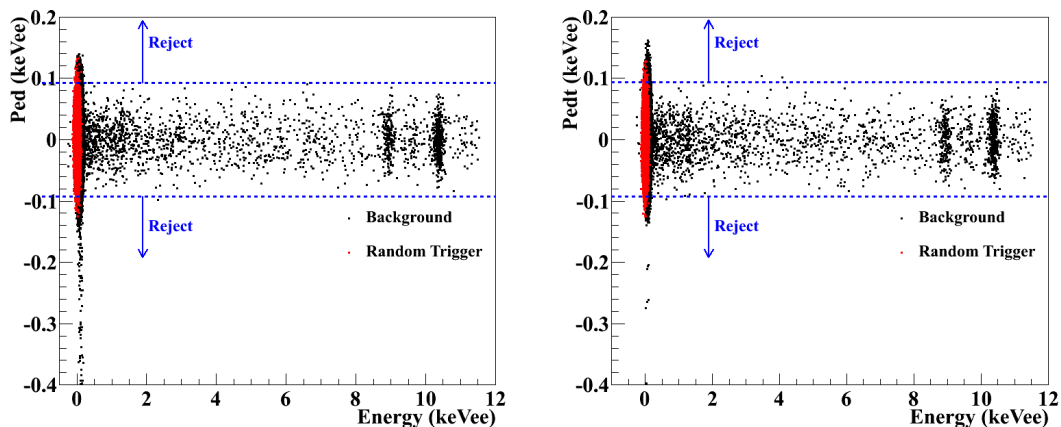 Ped (keVee)
0.2
0.1
0
-0.1
-0.2
-0.3
-0.4
Reject
Reject
Background
Random Trigger
0 2 4 6 8 10 12
Energy (keVee)
Pedt (keVee)
0.2
0.1
0
-0.1
-0.2
-0.3
-0.4
Reject
Reject
Background
Random Trigger
0 2 4 6 8 10 12
Energy (keVee)